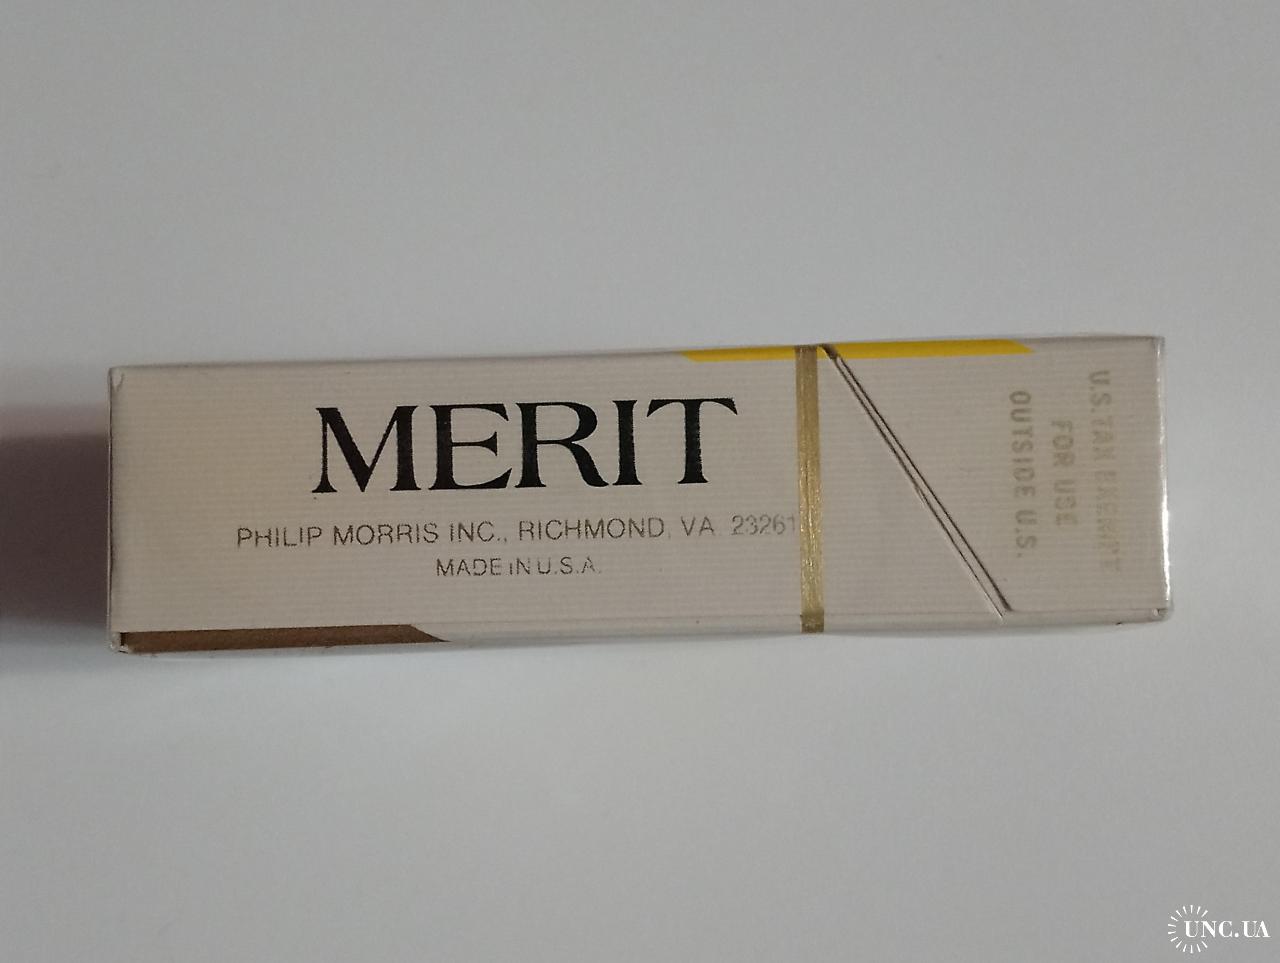 MERIT
PHILIP MORRIS INC., RICHMOND, VA. 23261
MADE IN U.S.A.
U.S. TAX EXEMPT
FOR USE
OUTSIDE U.S.
UNC.UA